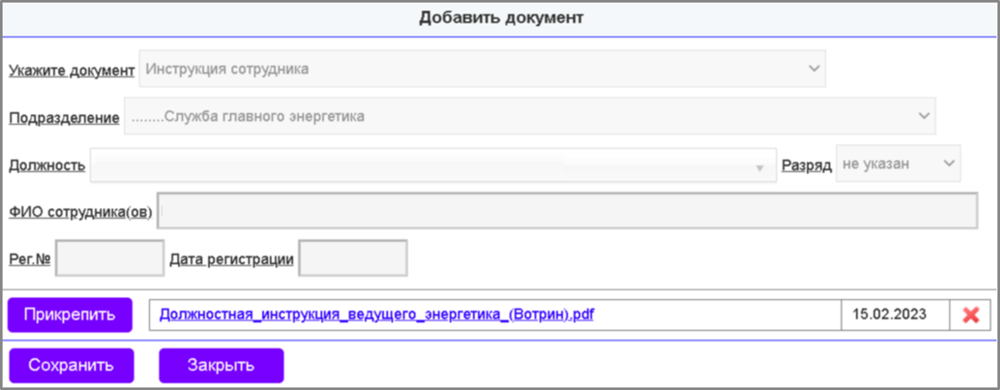 Добавить документ
Укажите документ Инструкция сотрудника
Подразделение ........Служба главного энергетика
Должность Разряд не указан
ФИО сотрудника(ов)
Рег.№ Дата регистрации
Прикрепить Должностная_инструкция_ведущего_энергетика_(Вотрин).pdf 15.02.2023
Сохранить Закрыть